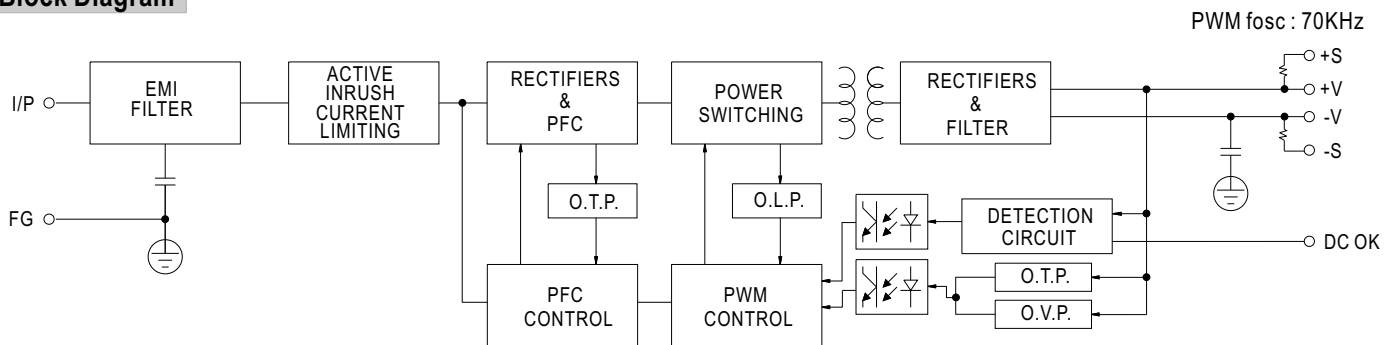 Block Diagram
PWM fosc : 70KHz
I/P
EMI
FILTER
ACTIVE
INRUSH
CURRENT
LIMITING
RECTIFIERS
&
PFC
POWER
SWITCHING
RECTIFIERS
&
FILTER
+S
+V
-V
-S
O.T.P.
O.L.P.
FG
DETECTION
CIRCUIT
DC OK
PFC
CONTROL
PWM
CONTROL
O.T.P.
O.V.P.